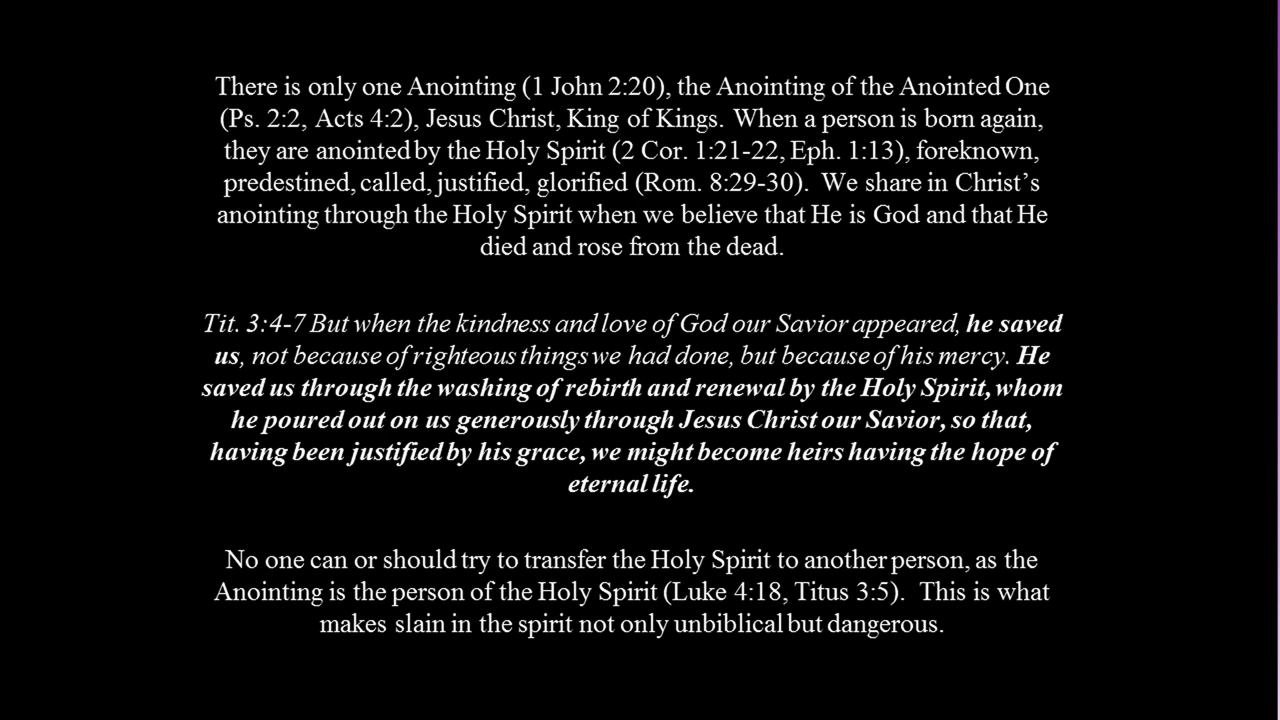 There is only one Anointing (1 John 2:20), the Anointing of the Anointed One
(Ps. 2:2, Acts 4:2), Jesus Christ, King of Kings.  When a person is born again,
they are anointed by the Holy Spirit (2 Cor. 1:21-22, Eph. 1:13), foreknown,
predestined, called, justified, glorified (Rom. 8:29-30).  We share in Christ’s
anointing through the Holy Spirit when we believe that He is God and that He
died and rose from the dead.
Tit. 3:4-7 But when the kindness and love of God our Savior appeared, he saved
us, not because of righteous things we had done, but because of his mercy. He
saved us through the washing of rebirth and renewal by the Holy Spirit, whom
he poured out on us generously through Jesus Christ our Savior, so that,
having been justified by his grace, we might become heirs having the hope of
eternal life.
No one can or should try to transfer the Holy Spirit to another person, as the
Anointing is the person of the Holy Spirit (Luke 4:18, Titus 3:5).  This is what
makes slain in the spirit not only unbiblical but dangerous.